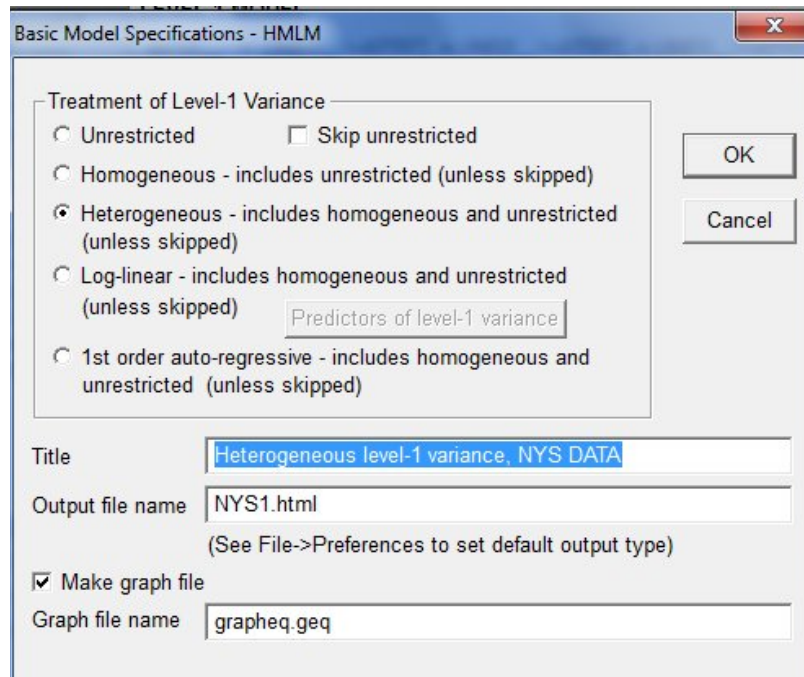 Basic Model Specifications - HMLM
Treatment of Level-1 Variance
Unrestricted
Skip unrestricted
Homogeneous - includes unrestricted (unless skipped)
Heterogeneous - includes homogeneous and unrestricted
(unless skipped)
Log-linear - includes homogeneous and unrestricted
(unless skipped)
Predictors of level-1 variance
1st order auto-regressive - includes homogeneous and
unrestricted (unless skipped)
OK
Cancel
Title
Heterogeneous level-1 variance, NYS DATA
Output file name
NYS1.html
(See File->Preferences to set default output type)
Make graph file
Graph file name
grapheq.geq